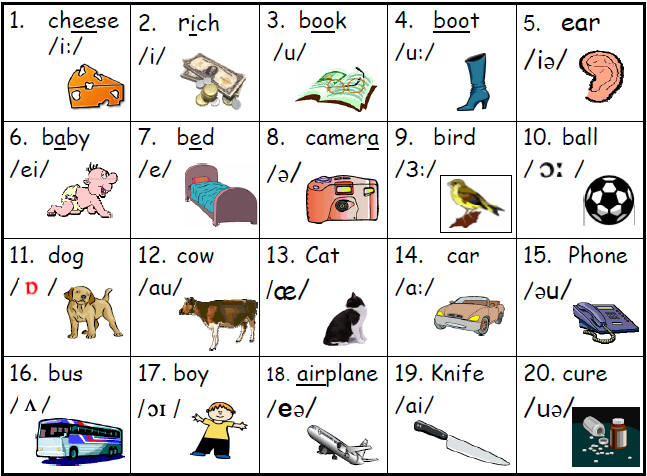 1. cheese
/i:/
2. rich
/i/
3. book
/u/
4. boot
/u:/
5. ear
/iə/
6. baby
/ei/
7. bed
/e/
8. camera
/ə/
9. bird
/3:/
10. ball
/ɔː /
11. dog
/ ɒ /
12. cow
/au/
13. Cat
/æ/
14. car
/a:/
15. Phone
/əu/
16. bus
/ ʌ /
17. boy
/ɔɪ /
18. airplane
/eə/
19. Knife
/ai/
20. cure
/uə/